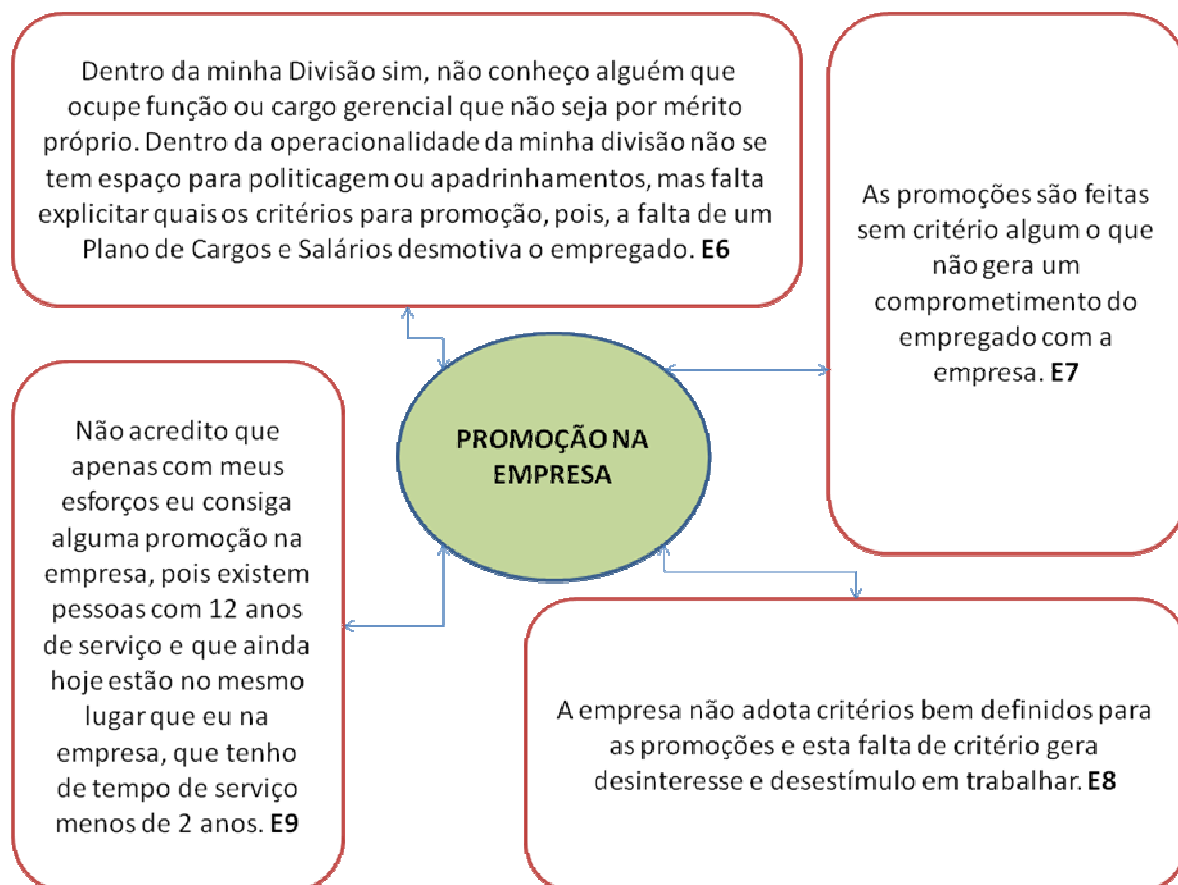 Dentro da minha Divisão sim, não conheço alguém que
ocupe função ou cargo gerencial que não seja por mérito
próprio. Dentro da operacionalidade da minha divisão não se
tem espaço para politicagem ou apadrinhamentos, mas falta
explicitar quais os critérios para promoção, pois, a falta de um
Plano de Cargos e Salários desmotiva o empregado. E6
As promoções são feitas
sem critério algum o que
não gera um
comprometimento do
empregado com a
empresa. E7
PROMOÇÃO NA
EMPRESA
Não acredito que
apenas com meus
esforços eu consiga
alguma promoção na
empresa, pois existem
pessoas com 12 anos
de serviço e que ainda
hoje estão no mesmo
lugar que eu na
empresa, que tenho
de tempo de serviço
menos de 2 anos. E9
A empresa não adota critérios bem definidos para
as promoções e esta falta de critério gera
desinteresse e desestímulo em trabalhar. E8